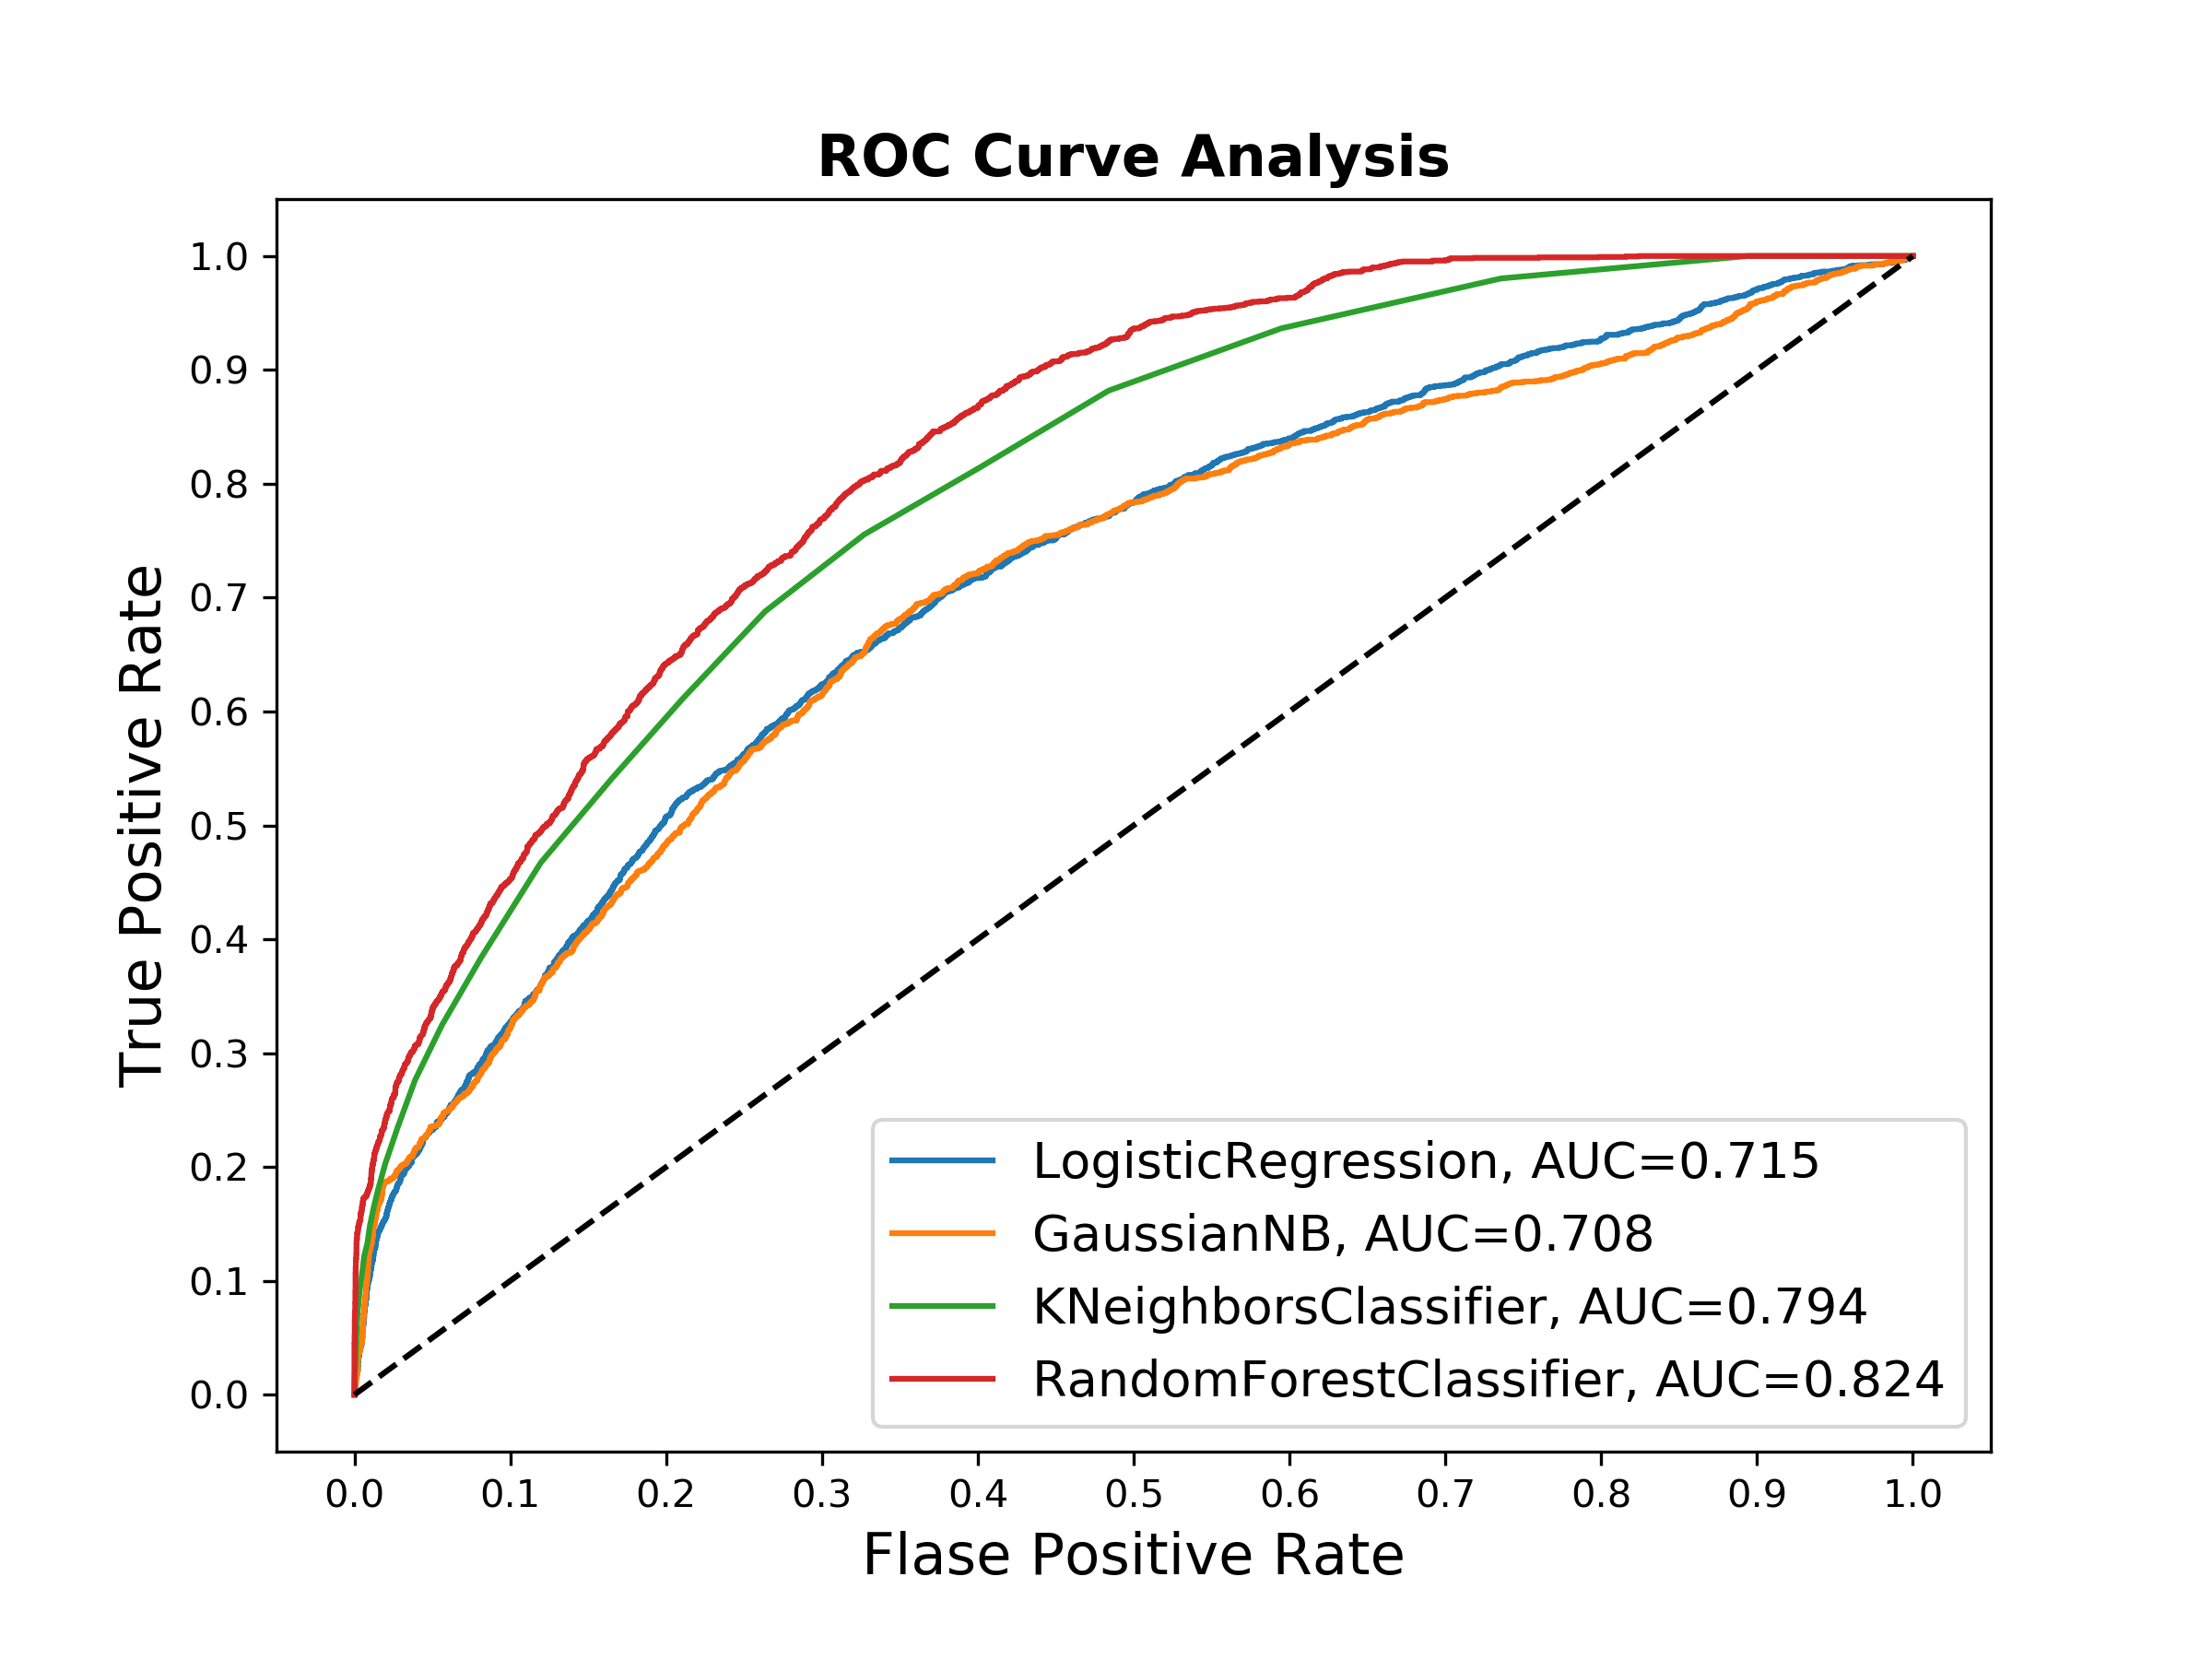 ROC Curve Analysis
True Positive Rate
1.0
0.9
0.8
0.7
0.6
0.5
0.4
0.3
0.2
0.1
0.0
LogisticRegression, AUC=0.715
GaussianNB, AUC=0.708
KNeighborsClassifier, AUC=0.794
RandomForestClassifier, AUC=0.824
0.0 0.1 0.2 0.3 0.4 0.5 0.6 0.7 0.8 0.9 1.0
Flase Positive Rate